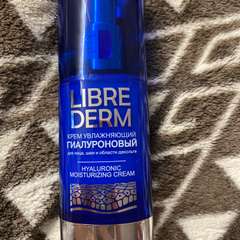 LIBRE
DERM
КРЕМ УВЛАЖНЯЮЩИЙ
ГИАЛУРОНОВЫЙ
для лица, шеи и области декольте
HYALURONIC
MOISTURIZING CREAM